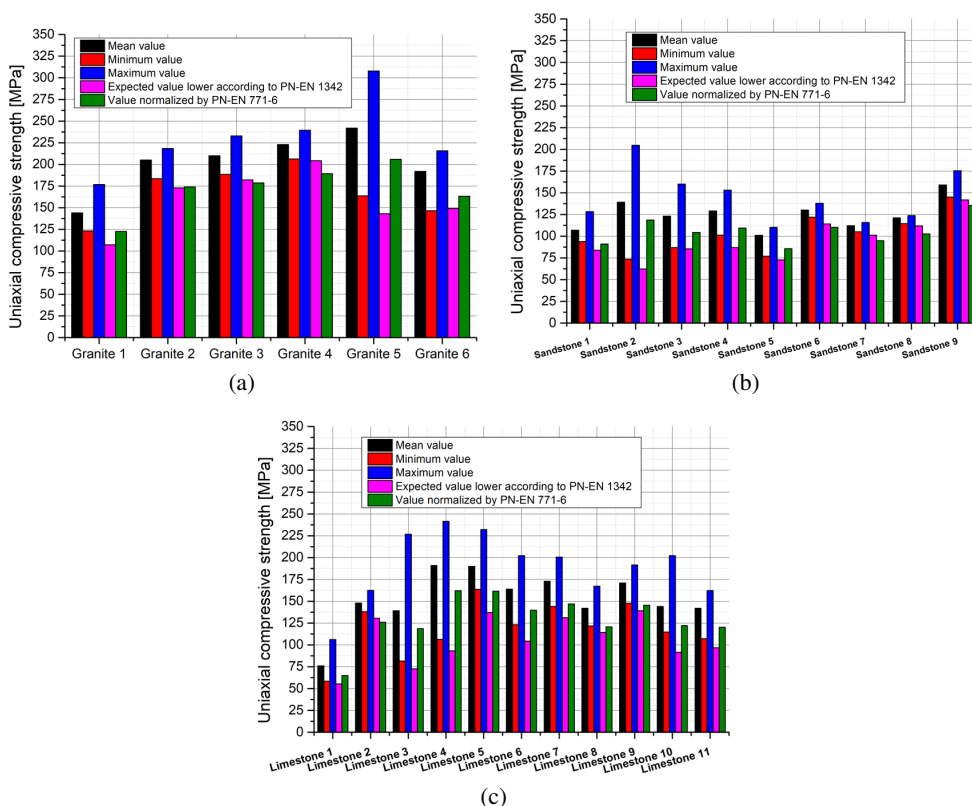 350
325
300
275
250
225
200
175
150
125
100
75
50
25
0
Uniaxial compressive strength [MPa]
Mean value
Minimum value
Maximum value
Expected value lower according to PN-EN 1342
Value normalized by PN-EN 771-6
Granite 1 Granite 2 Granite 3 Granite 4 Granite 5 Granite 6
(a)
350
325
300
275
250
225
200
175
150
125
100
75
50
25
0
Uniaxial compressive strength [MPa]
Mean value
Minimum value
Maximum value
Expected value lower according to PN-EN 1342
Value normalized by PN-EN 771-6
Sandstone 1 Sandstone 2 Sandstone 3 Sandstone 4 Sandstone 5 Sandstone 6 Sandstone 7 Sandstone 8 Sandstone 9
(b)
350
325
300
275
250
225
200
175
150
125
100
75
50
25
0
Uniaxial compressive strength [MPa]
Mean value
Minimum value
Maximum value
Expected value lower according to PN-EN 1342
Value normalized by PN-EN 771-6
Limestone 1 Limestone 2 Limestone 3 Limestone 4 Limestone 5 Limestone 6 Limestone 7 Limestone 8 Limestone 9 Limestone 10 Limestone 11
(c)